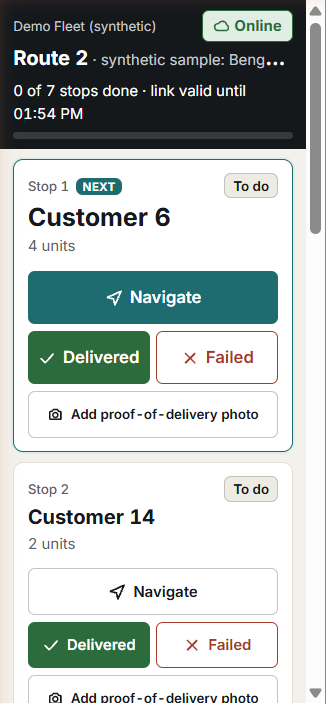 Demo Fleet (synthetic) Online
Route 2 · synthetic sample: Beng...
0 of 7 stops done · link valid until
01:54 PM
Stop 1 NEXT To do
Customer 6
4 units
Navigate
Delivered Failed
Add proof-of-delivery photo
Stop 2 To do
Customer 14
2 units
Navigate
Delivered Failed
Add proof-of-delivery photo